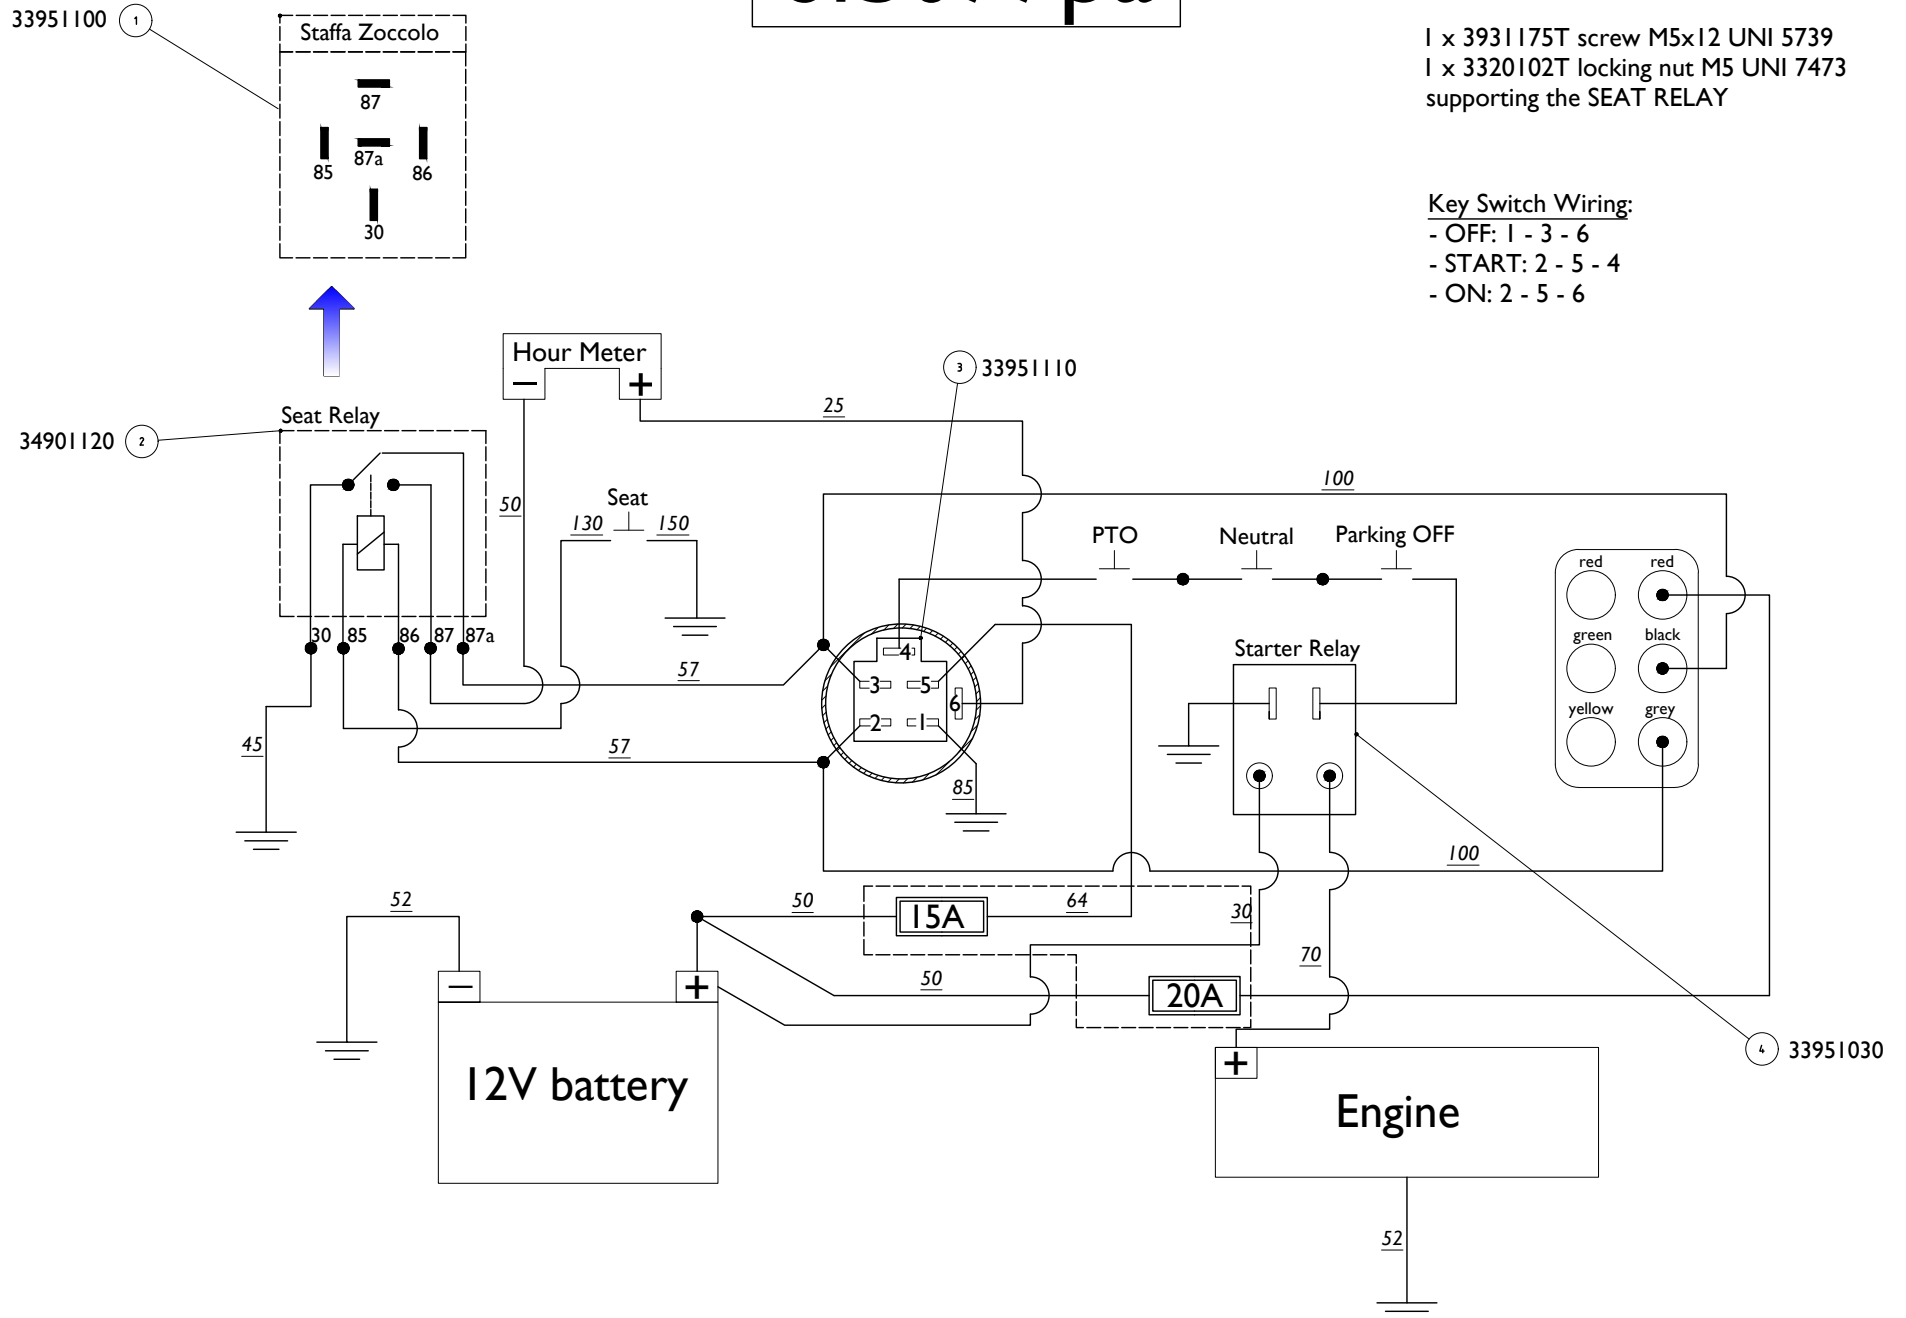 33951100
1
Staffa Zoccolo
87
85
87a
86
30
1 x 3931175T screw M5x12 UNI 5739
1 x 3320102T locking nut M5 UNI 7473
supporting the SEAT RELAY
Key Switch Wiring:
- OFF: 1 - 3 - 6
- START: 2 - 5 - 4
- ON: 2 - 5 - 6
Hour Meter
− +
3
33951110
25
34901120
2
Seat Relay
50
Seat
130
150
100
PTO
Neutral
Parking OFF
30
85
86
87
87a
57
57
45
4
3
5
6
2
1
85
Starter Relay
red
red
green
black
yellow
grey
100
52
50
15A
64
30
70
50
20A
− +
12V battery
+
Engine
4
33951030
52